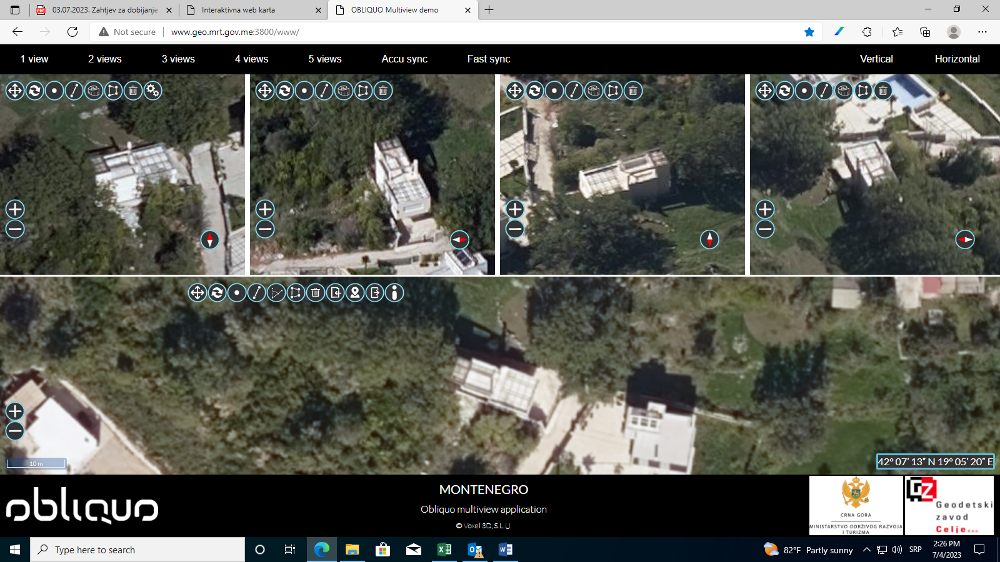 03.07.2023. Zahtjev za dobijanje
Interaktivna web karta
OBLIQUO Multiview demo
Not secure
www.geo.mrt.gov.me:3800/www/
1 view
2 views
3 views
4 views
5 views
Accu sync
Fast sync
Vertical
Horizontal
10 m
42° 07′ 13″ N 19° 05′ 20″ E
obliquo
MONTENEGRO
Obliquo multiview application
© Voxel 3D, S.L.U.
CRNA GORA
MINISTARSTVO ODRŽIVOG RAZVOJA
I TURIZMA
GZ
Geodetski
zavod
Celje d.o.o.
Type here to search
82°F Partly sunny
SRP
2:26 PM
7/4/2023